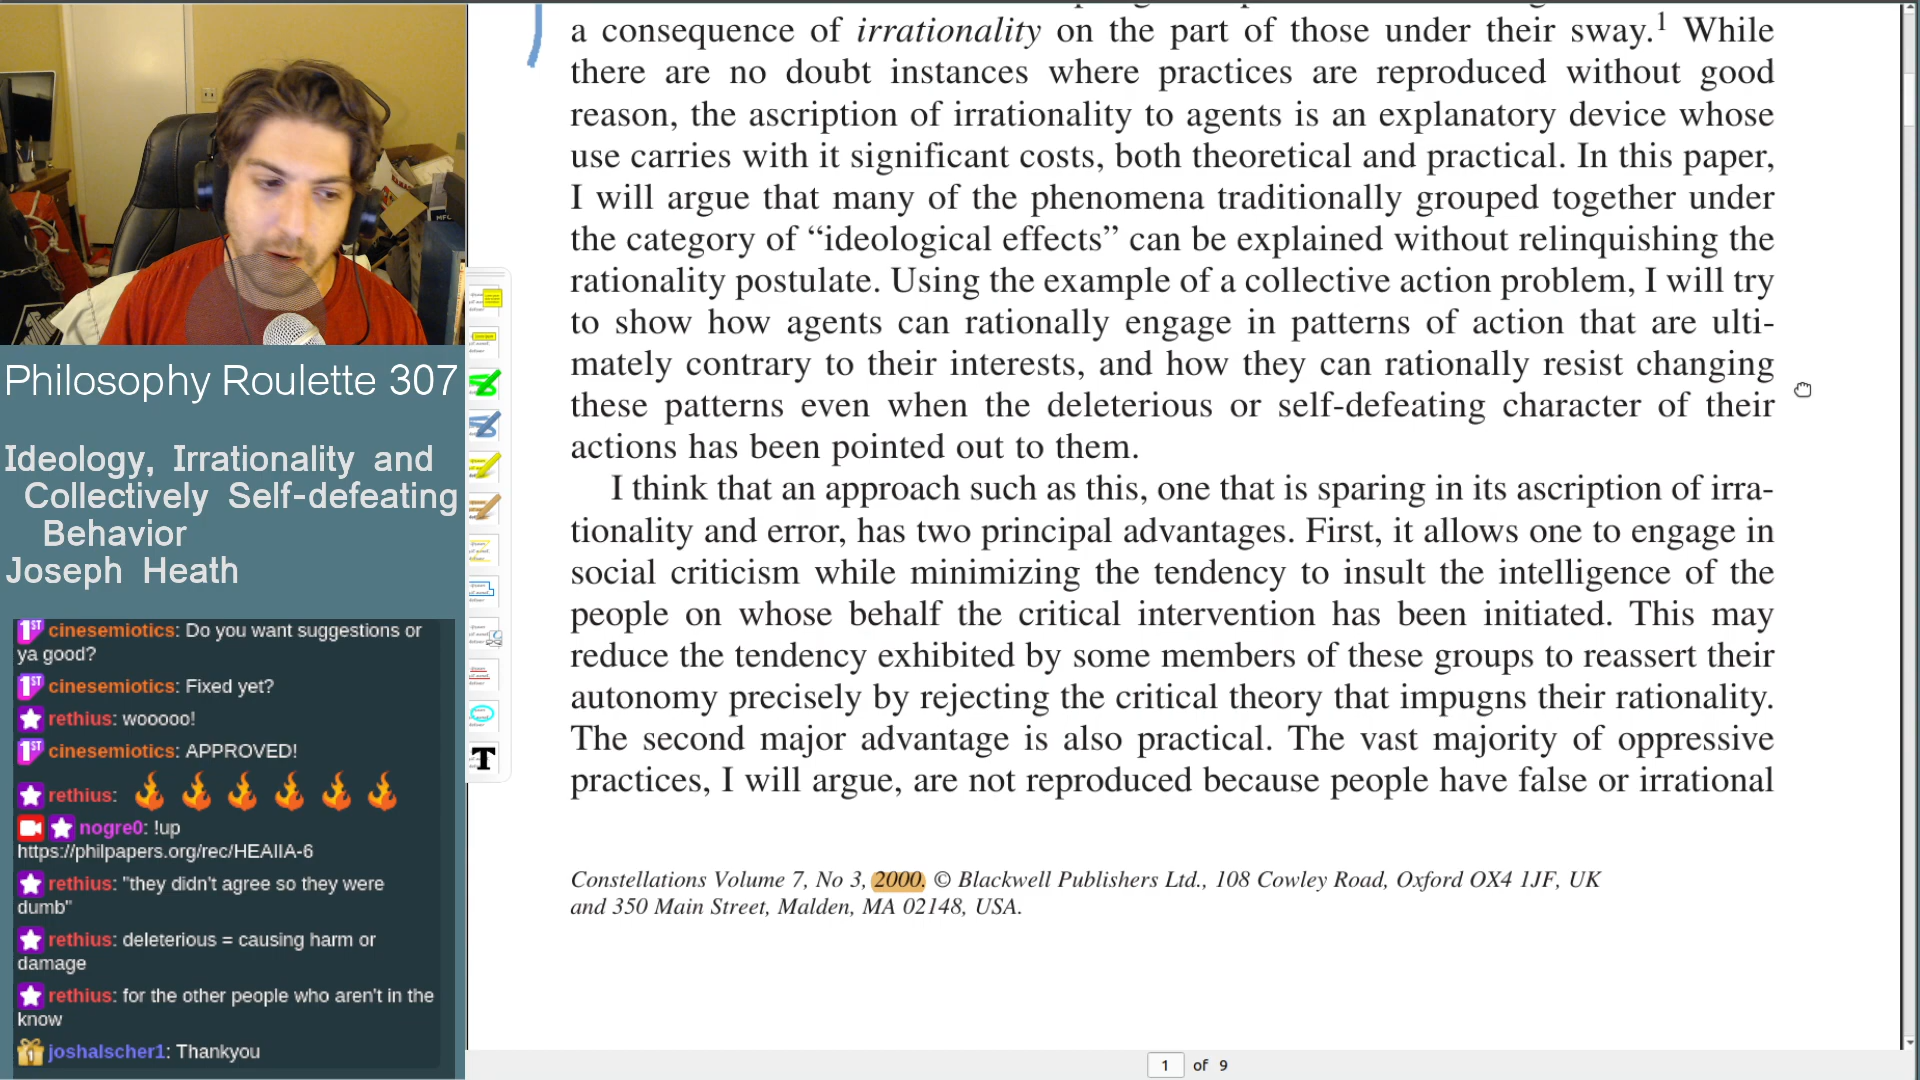 Philosophy Roulette 307
Ideology, Irrationality and
Collectively Self-defeating
Behavior
Joseph Heath
1ST cinesemiotics: Do you want suggestions or
ya good?
1ST cinesemiotics: Fixed yet?
rethius: wooooo!
1ST cinesemiotics: APPROVED!
rethius:
nogre0: !up
https://philpapers.org/rec/HEAIIA-6
rethius: "they didn't agree so they were
dumb"
rethius: deleterious = causing harm or
damage
rethius: for the other people who aren't in the
know
1 joshalscher1: Thankyou
a consequence of irrationality on the part of those under their sway.1 While
there are no doubt instances where practices are reproduced without good
reason, the ascription of irrationality to agents is an explanatory device whose
use carries with it significant costs, both theoretical and practical. In this paper,
I will argue that many of the phenomena traditionally grouped together under
the category of “ideological effects” can be explained without relinquishing the
rationality postulate. Using the example of a collective action problem, I will try
to show how agents can rationally engage in patterns of action that are ulti-
mately contrary to their interests, and how they can rationally resist changing
these patterns even when the deleterious or self-defeating character of their
actions has been pointed out to them.
I think that an approach such as this, one that is sparing in its ascription of irra-
tionality and error, has two principal advantages. First, it allows one to engage in
social criticism while minimizing the tendency to insult the intelligence of the
people on whose behalf the critical intervention has been initiated. This may
reduce the tendency exhibited by some members of these groups to reassert their
autonomy precisely by rejecting the critical theory that impugns their rationality.
The second major advantage is also practical. The vast majority of oppressive
practices, I will argue, are not reproduced because people have false or irrational
Constellations Volume 7, No 3, 2000. © Blackwell Publishers Ltd., 108 Cowley Road, Oxford OX4 1JF, UK
and 350 Main Street, Malden, MA 02148, USA.
T
1 of 9